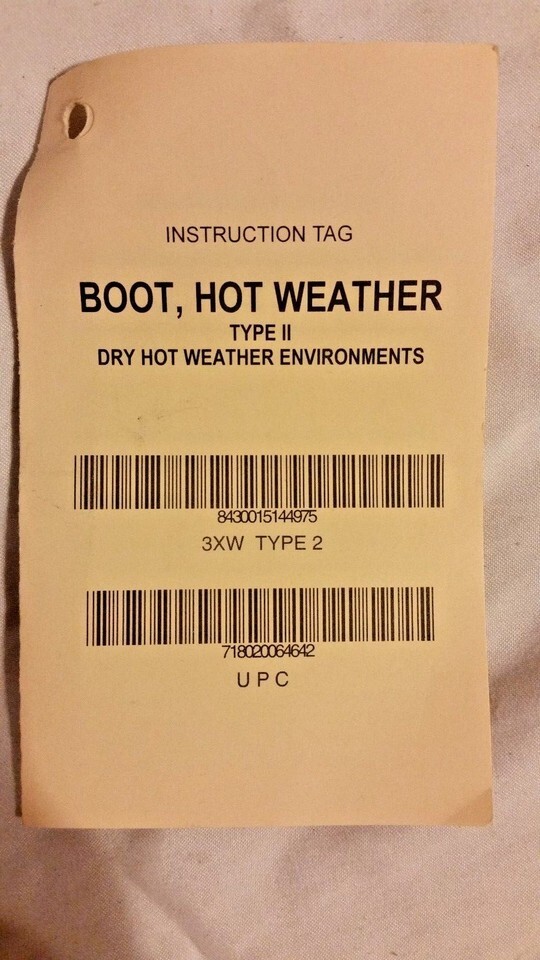 INSTRUCTION TAG
BOOT, HOT WEATHER
TYPE II
DRY HOT WEATHER ENVIRONMENTS
8430015144975
3XW TYPE 2
718020064642
UPC